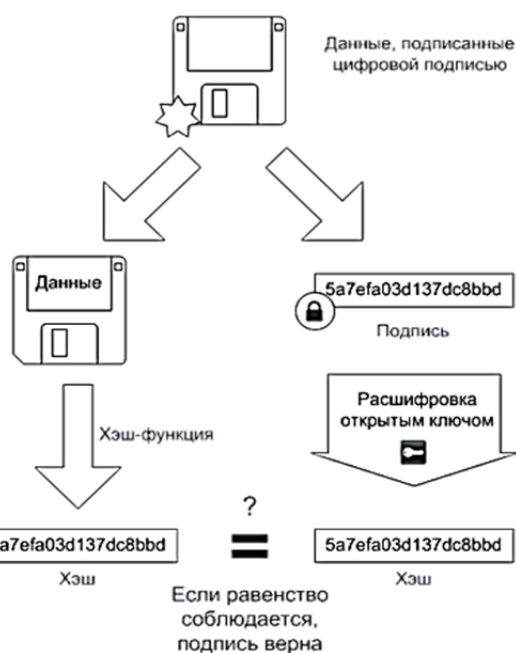 Данные, подписанные
цифровой подписью
Данные
5a7efa03d137dc8bbd
Подпись
Хэш-функция
Расшифровка
открытым ключом
?
a7efa03d137dc8bbd
=
5a7efa03d137dc8bbd
Хэш
Хэш
Если равенство
соблюдается,
подпись верна